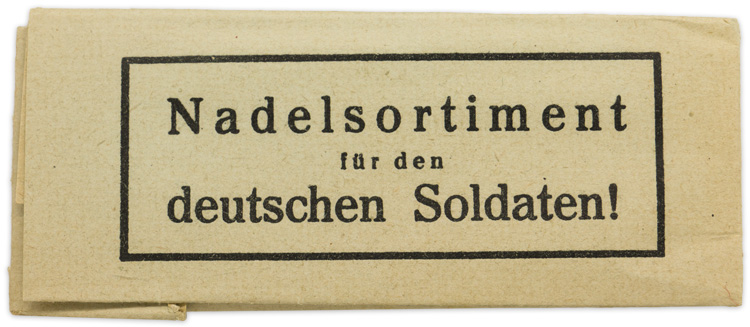 Nadelsortiment
für den
deutschen Soldaten!